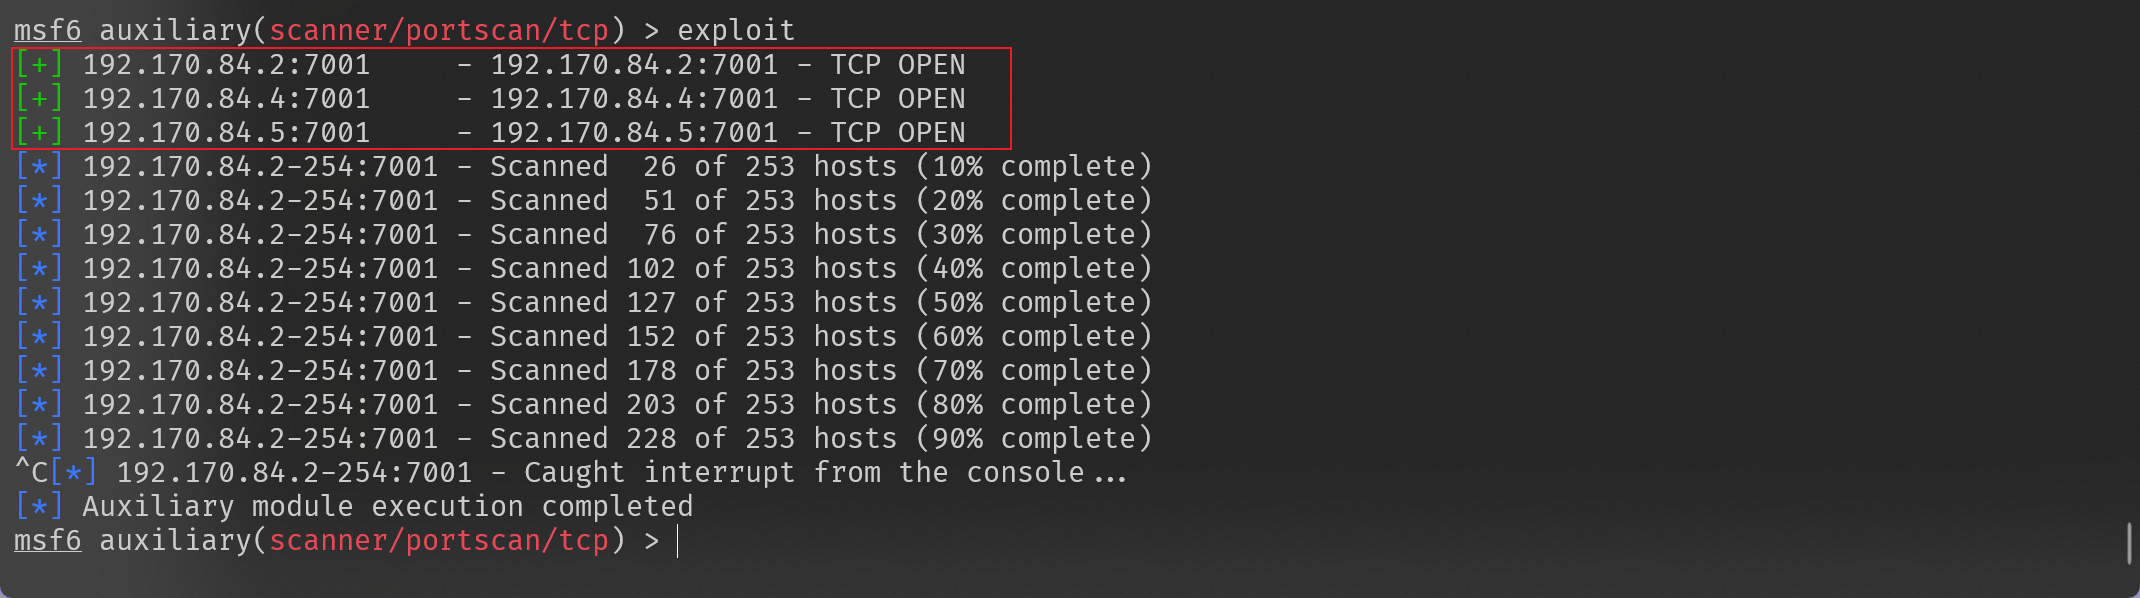 msf6 auxiliary(scanner/portscan/tcp) > exploit
[+] 192.170.84.2:7001     - 192.170.84.2:7001 - TCP OPEN
[+] 192.170.84.4:7001     - 192.170.84.4:7001 - TCP OPEN
[+] 192.170.84.5:7001     - 192.170.84.5:7001 - TCP OPEN
[*] 192.170.84.2-254:7001 - Scanned  26 of 253 hosts (10% complete)
[*] 192.170.84.2-254:7001 - Scanned  51 of 253 hosts (20% complete)
[*] 192.170.84.2-254:7001 - Scanned  76 of 253 hosts (30% complete)
[*] 192.170.84.2-254:7001 - Scanned 102 of 253 hosts (40% complete)
[*] 192.170.84.2-254:7001 - Scanned 127 of 253 hosts (50% complete)
[*] 192.170.84.2-254:7001 - Scanned 152 of 253 hosts (60% complete)
[*] 192.170.84.2-254:7001 - Scanned 178 of 253 hosts (70% complete)
[*] 192.170.84.2-254:7001 - Scanned 203 of 253 hosts (80% complete)
[*] 192.170.84.2-254:7001 - Scanned 228 of 253 hosts (90% complete)
^C[*] 192.170.84.2-254:7001 - Caught interrupt from the console...
[*] Auxiliary module execution completed
msf6 auxiliary(scanner/portscan/tcp) >